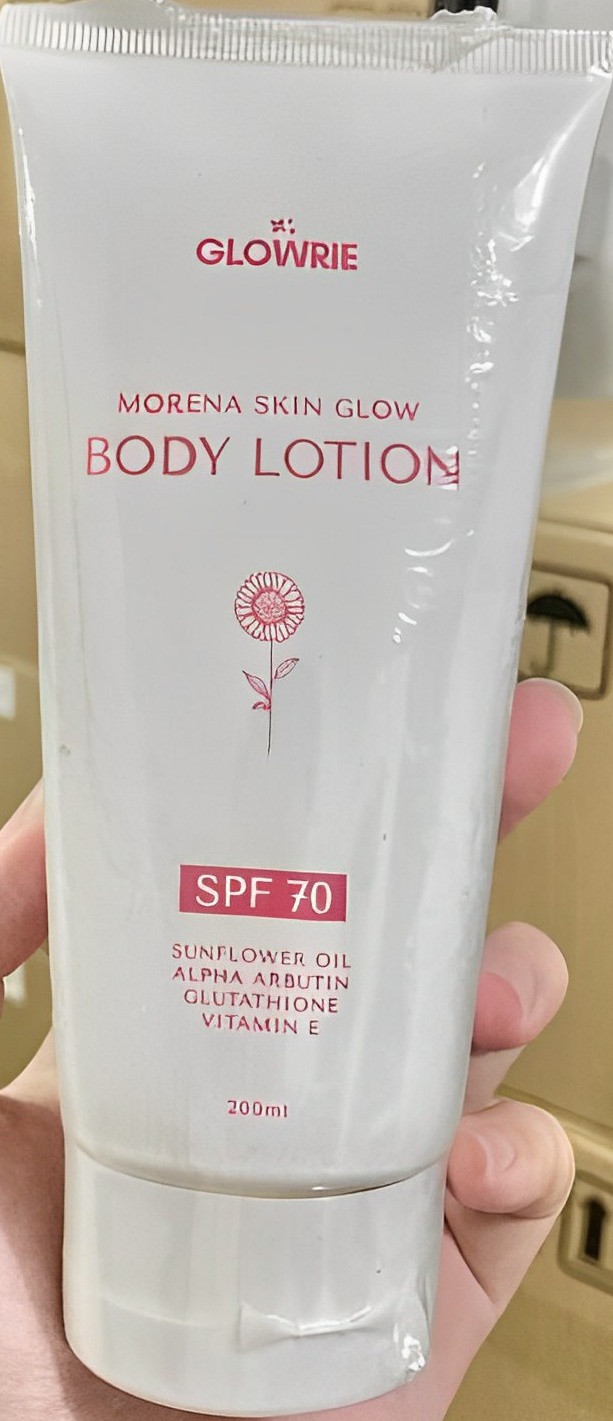 GLOWRIE
MORENA SKIN GLOW
BODY LOTION
SPF 70
SUNFLOWER OIL
ALPHA ARBUTIN
GLUTATHIONE
VITAMIN E
200ml